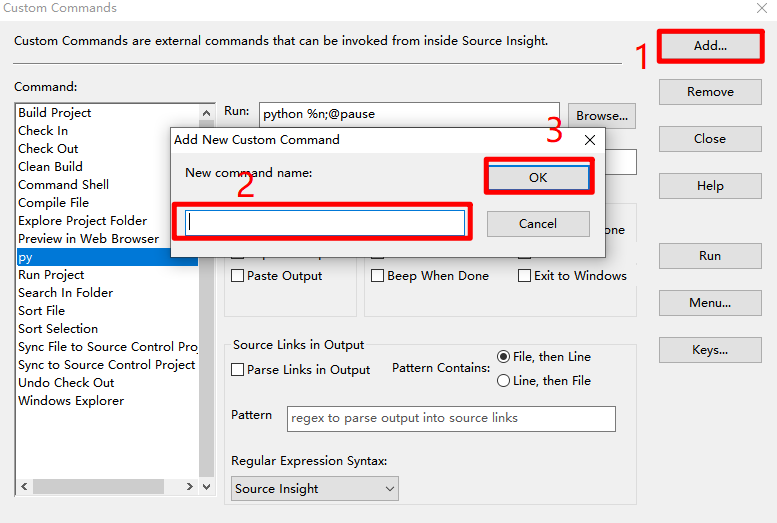 Custom Commands
Custom Commands are external commands that can be invoked from inside Source Insight.
1
Add...
Command:
Remove
Build Project
Check In
Check Out
Clean Build
Command Shell
Compile File
Explore Project Folder
Preview in Web Browser
py
Run Project
Search In Folder
Sort File
Sort Selection
Sync File to Source Control Proj
Sync to Source Control Project
Undo Check Out
Windows Explorer
Run:
python %n;@pause
Browse...
Close
Help
Add New Custom Command
3
New command name:
2
OK
Cancel
one
Run
Paste Output
Beep When Done
Exit to Windows
Menu...
Keys...
Source Links in Output
Parse Links in Output
Pattern Contains:
File, then Line
Line, then File
Pattern
regex to parse output into source links
Regular Expression Syntax:
Source Insight